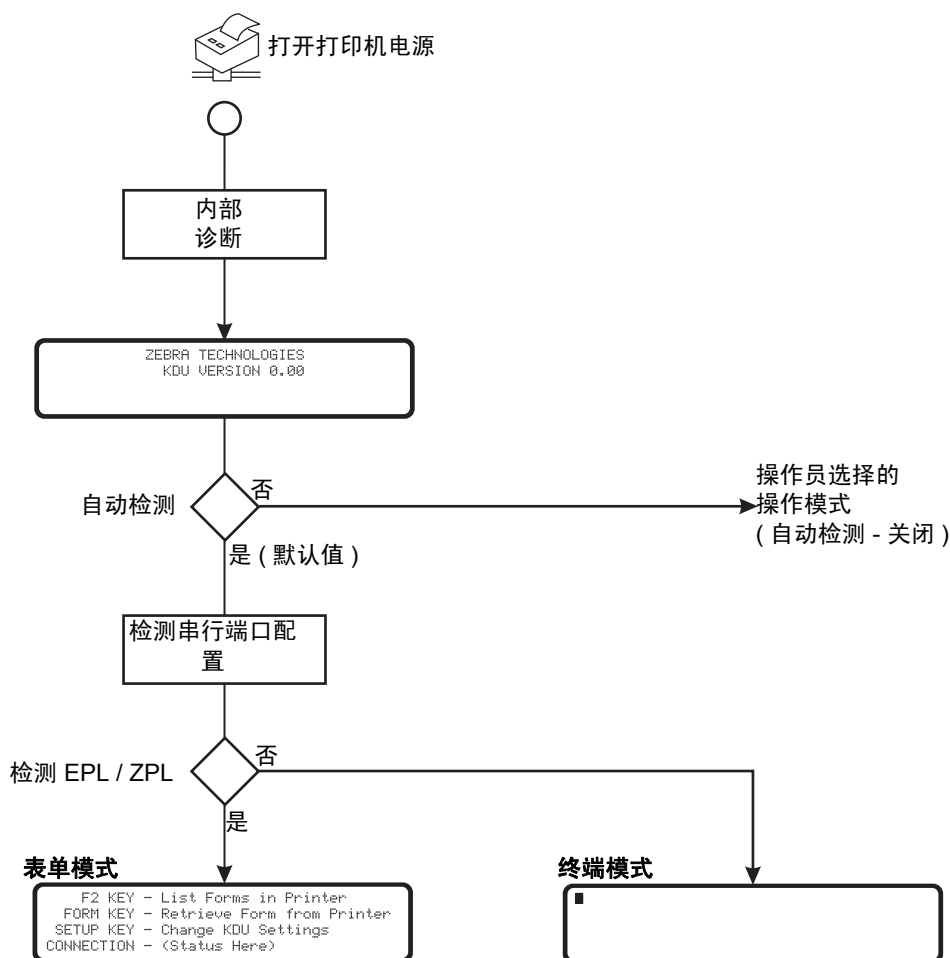 打开打印机电源
内部
诊断
ZEBRA TECHNOLOGIES
KDU VERSION 0.00
自动检测
否
操作员选择的
操作模式
( 自动检测 - 关闭 )
是 ( 默认值 )
检测串行端口配
置
检测 EPL / ZPL
否
是
表单模式
F2 KEY - List Forms in Printer
FORM KEY - Retrieve Form from Printer
SETUP KEY - Change KDU Settings
CONNECTION - (Status Here)
终端模式